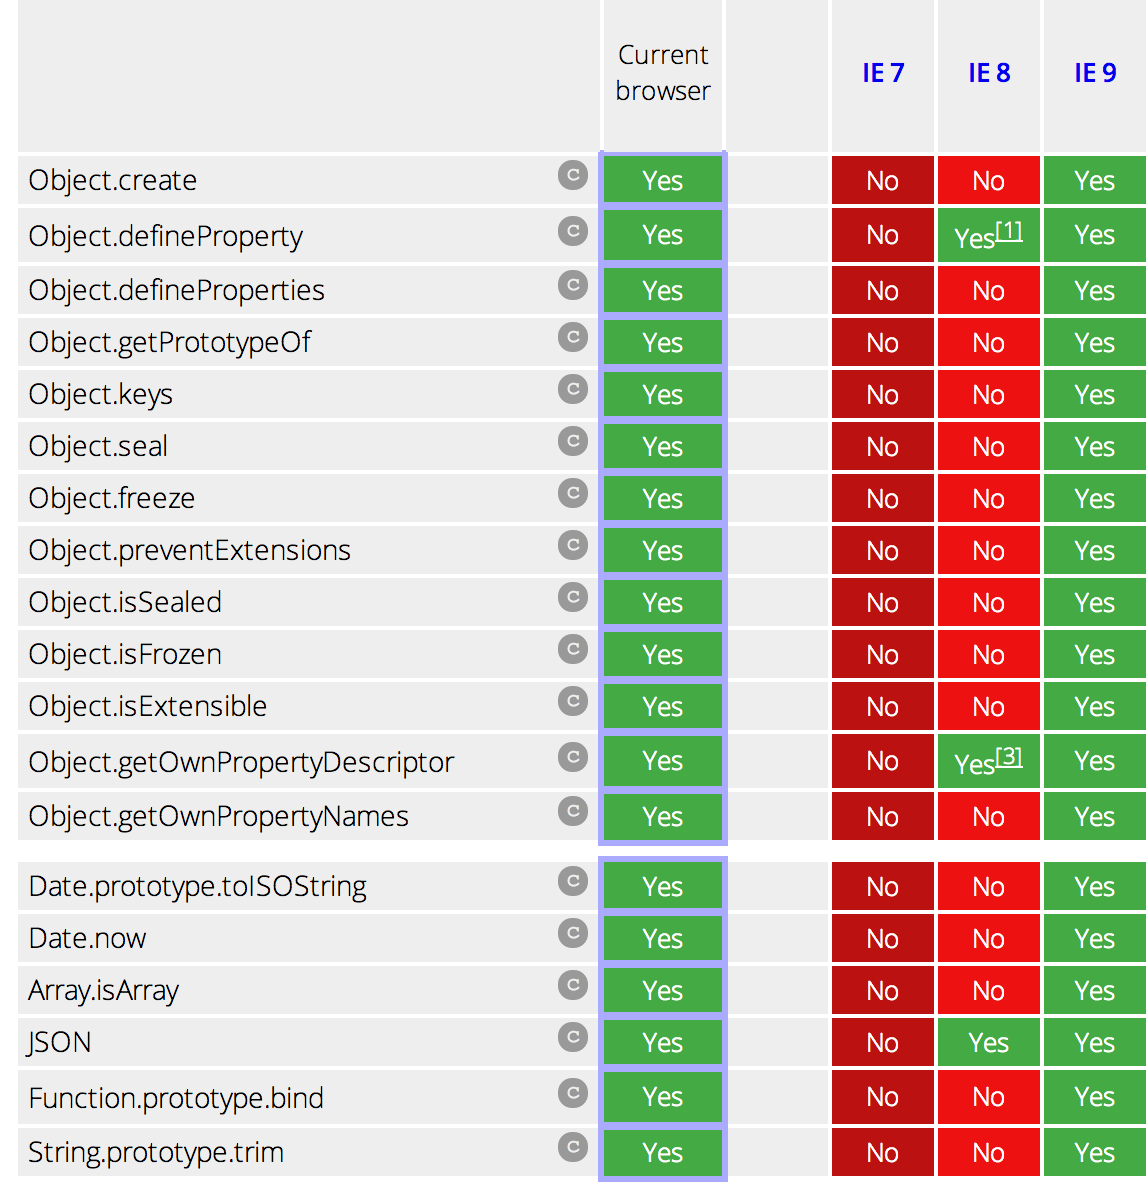 Current
browser
IE 7 IE 8 IE 9
Object.create C Yes No No Yes
Object.defineProperty C Yes No Yes[1] Yes
Object.defineProperties C Yes No No Yes
Object.getPrototypeOf C Yes No No Yes
Object.keys C Yes No No Yes
Object.seal C Yes No No Yes
Object.freeze C Yes No No Yes
Object.preventExtensions C Yes No No Yes
Object.isSealed C Yes No No Yes
Object.isFrozen C Yes No No Yes
Object.isExtensible C Yes No No Yes
Object.getOwnPropertyDescriptor C Yes No Yes[3] Yes
Object.getOwnPropertyNames C Yes No No Yes
Date.prototype.toISOString C Yes No No Yes
Date.now C Yes No No Yes
Array.isArray C Yes No No Yes
JSON C Yes No Yes Yes
Function.prototype.bind C Yes No No Yes
String.prototype.trim C Yes No No Yes